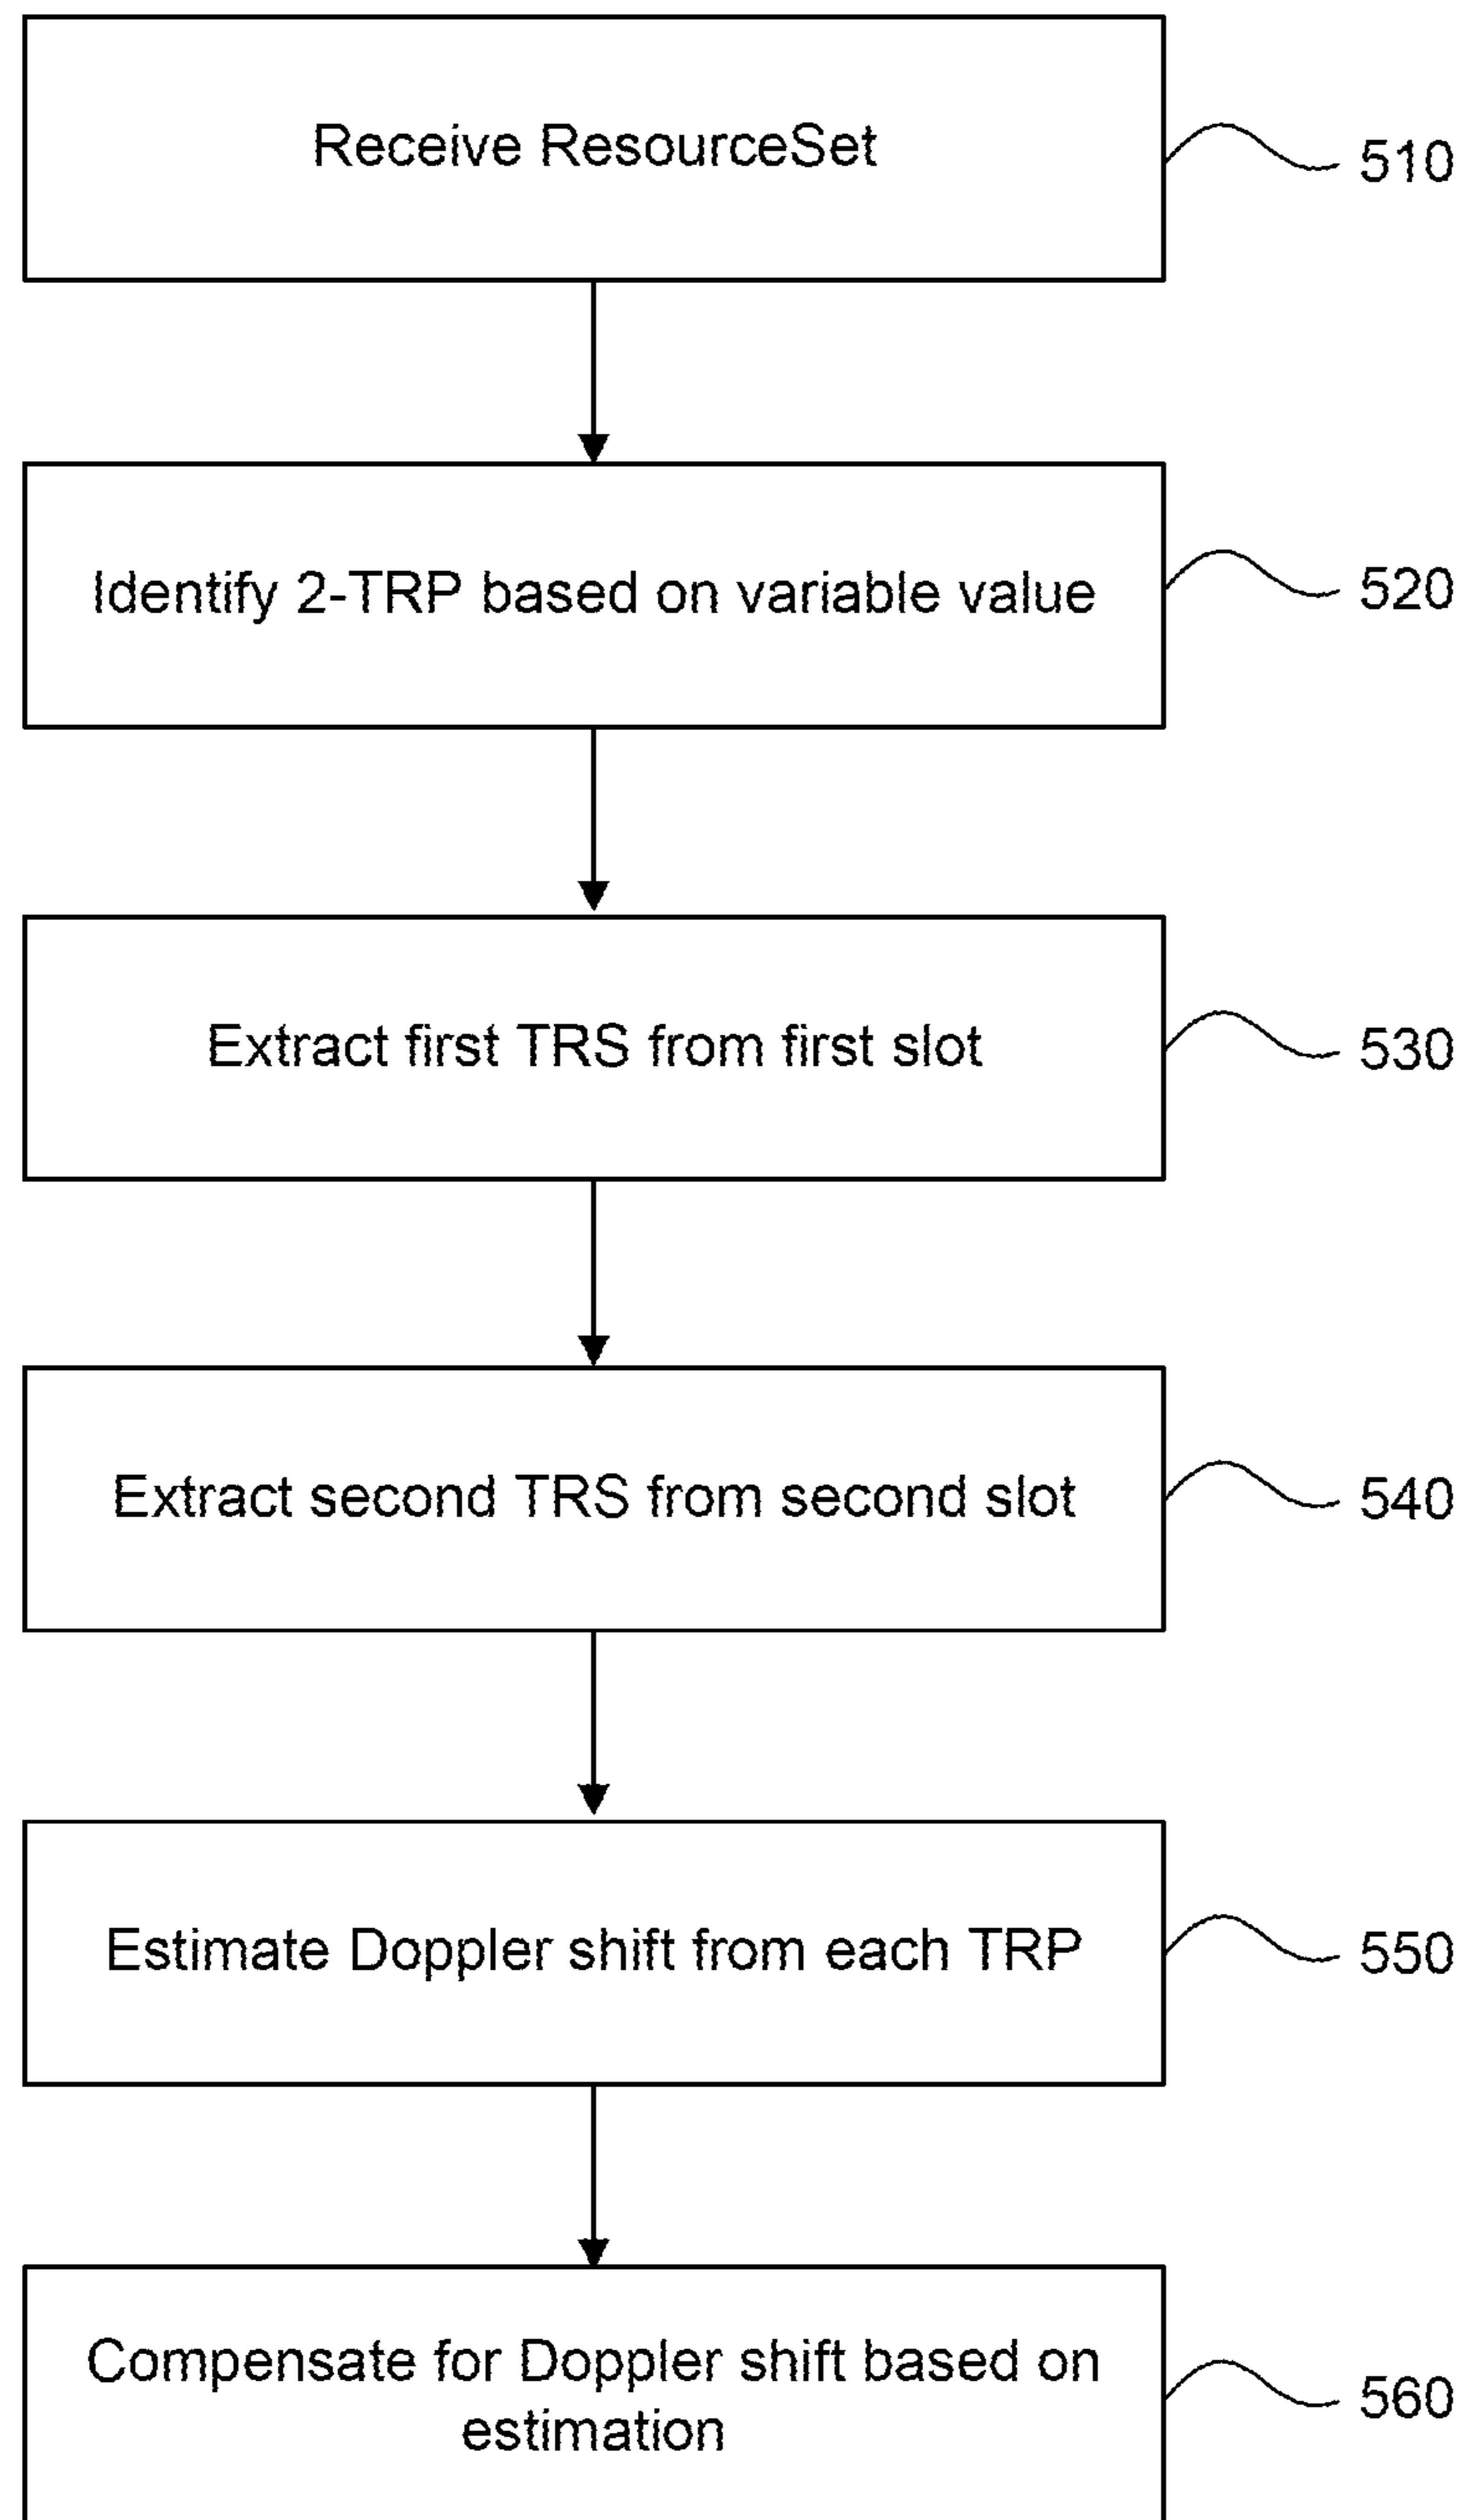 Receive ResourceSet
510
Identify 2-TRP based on variable value
520
Extract first TRS from first slot
530
Extract second TRS from second slot
540
Estimate Doppler shift from each TRP
550
Compensate for Doppler shift based on
estimation
560